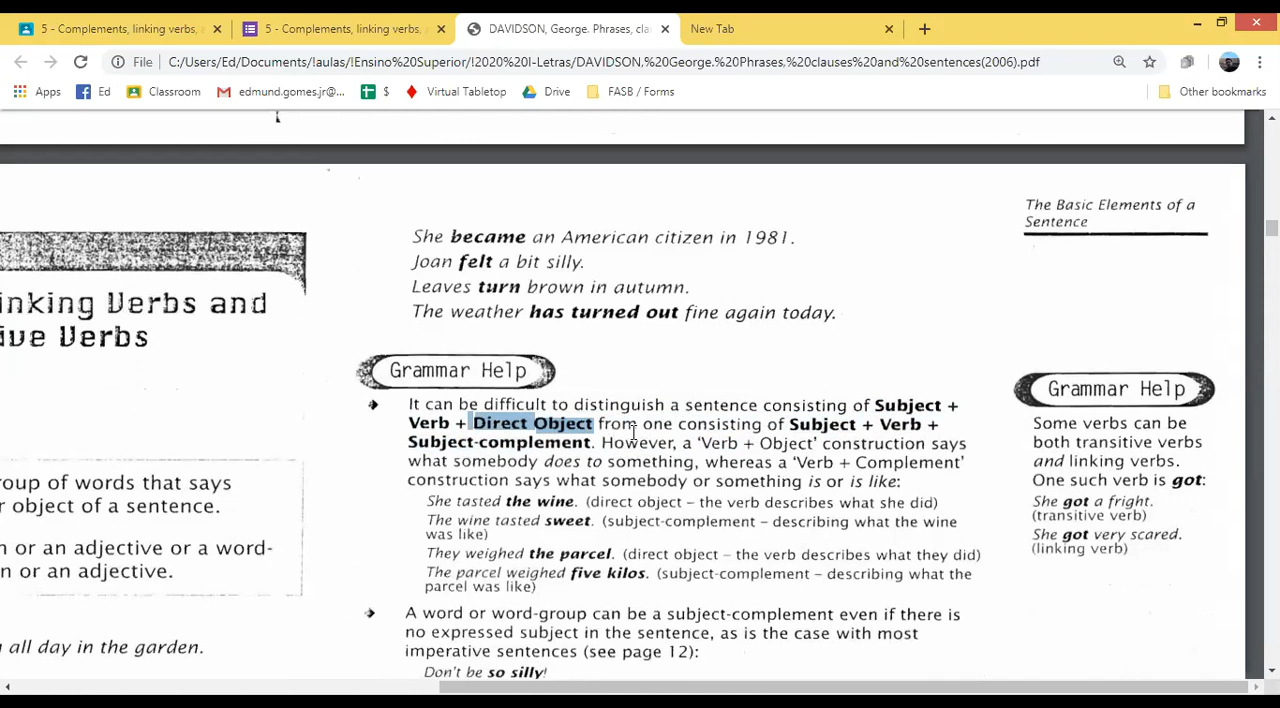 5 - Complements, linking verbs,
5 - Complements, linking verbs,
DAVIDSON, George. Phrases, cla
New Tab
File
C:/Users/Ed/Documents/!aulas/!Ensino%20Superior/!2020%20I-Letras/DAVIDSON,%20George.%20Phrases,%20clauses%20and%20sentences(2006).pdf
Apps
Ed
Classroom
edmund.gomes.jr@...
$
Virtual Tabletop
Drive
FASB / Forms
Other bookmarks
The Basic Elements of a
Sentence
inking Verbs and
ive Verbs
roup of words that says
r object of a sentence.
n or an adjective or a word-
n or an adjective.
all day in the garden.
She became an American citizen in 1981.
Joan felt a bit silly.
Leaves turn brown in autumn.
The weather has turned out fine again today.
Grammar Help
It can be difficult to distinguish a sentence consisting of Subject +
Verb + Direct Object from one consisting of Subject + Verb +
Subject-complement. However, a ‘Verb + Object’ construction says
what somebody does to something, whereas a ‘Verb + Complement’
construction says what somebody or something is or is like:
She tasted the wine. (direct object – the verb describes what she did)
The wine tasted sweet. (subject-complement – describing what the wine
was like)
They weighed the parcel. (direct object – the verb describes what they did)
The parcel weighed five kilos. (subject-complement – describing what the
parcel was like)
A word or word-group can be a subject-complement even if there is
no expressed subject in the sentence, as is the case with most
imperative sentences (see page 12):
Don't be so silly!
Grammar Help
Some verbs can be
both transitive verbs
and linking verbs.
One such verb is got:
She got a fright.
(transitive verb)
She got very scared.
(linking verb)